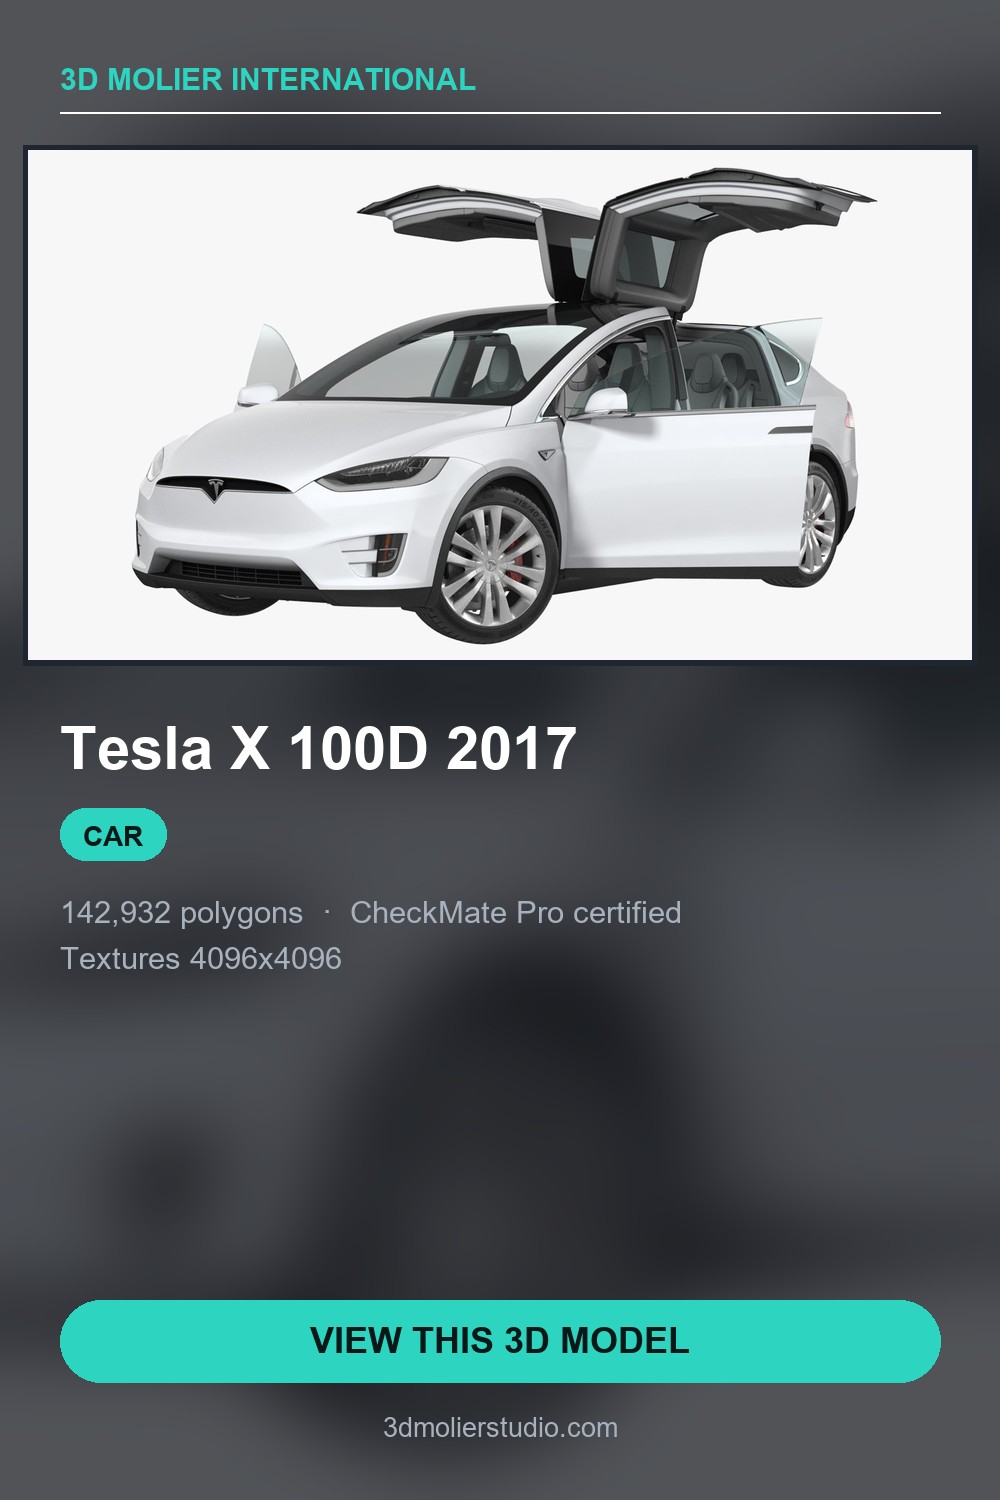 3D MOLIER INTERNATIONAL
Tesla X 100D 2017
CAR
142,932 polygons · CheckMate Pro certified
Textures 4096x4096
VIEW THIS 3D MODEL
3dmolierstudio.com